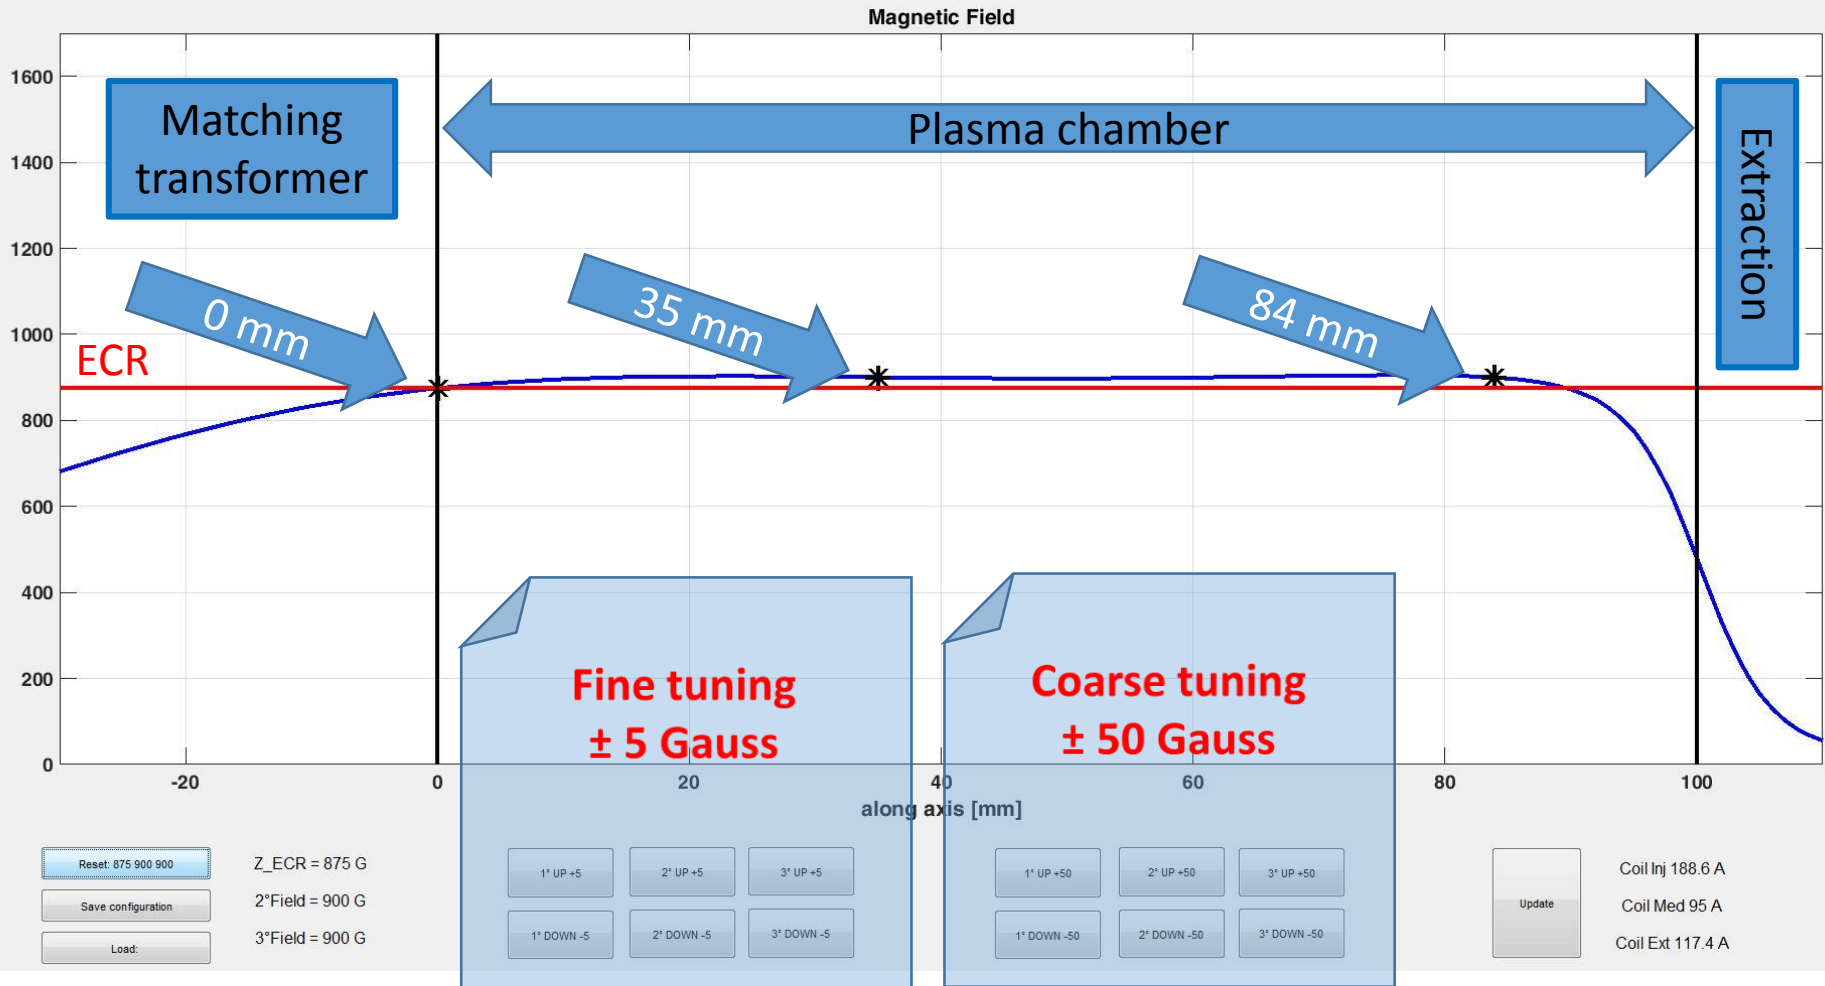 Magnetic Field
1600
1400
1200
1000
800
600
400
200
0
Matching
transformer
Plasma chamber
Extraction
0 mm
35 mm
84 mm
ECR
Fine tuning
± 5 Gauss
Coarse tuning
± 50 Gauss
-20
0
20
40
60
80
100
along axis [mm]
Reset: 875 900 900
Save configuration
Load:
Z_ECR = 875 G
2°Field = 900 G
3°Field = 900 G
1° UP +5
2° UP +5
3° UP +5
1° DOWN -5
2° DOWN -5
3° DOWN -5
1° UP +50
2° UP +50
3° UP +50
1° DOWN -50
2° DOWN -50
3° DOWN -50
Update
Coil Inj 188.6 A
Coil Med 95 A
Coil Ext 117.4 A